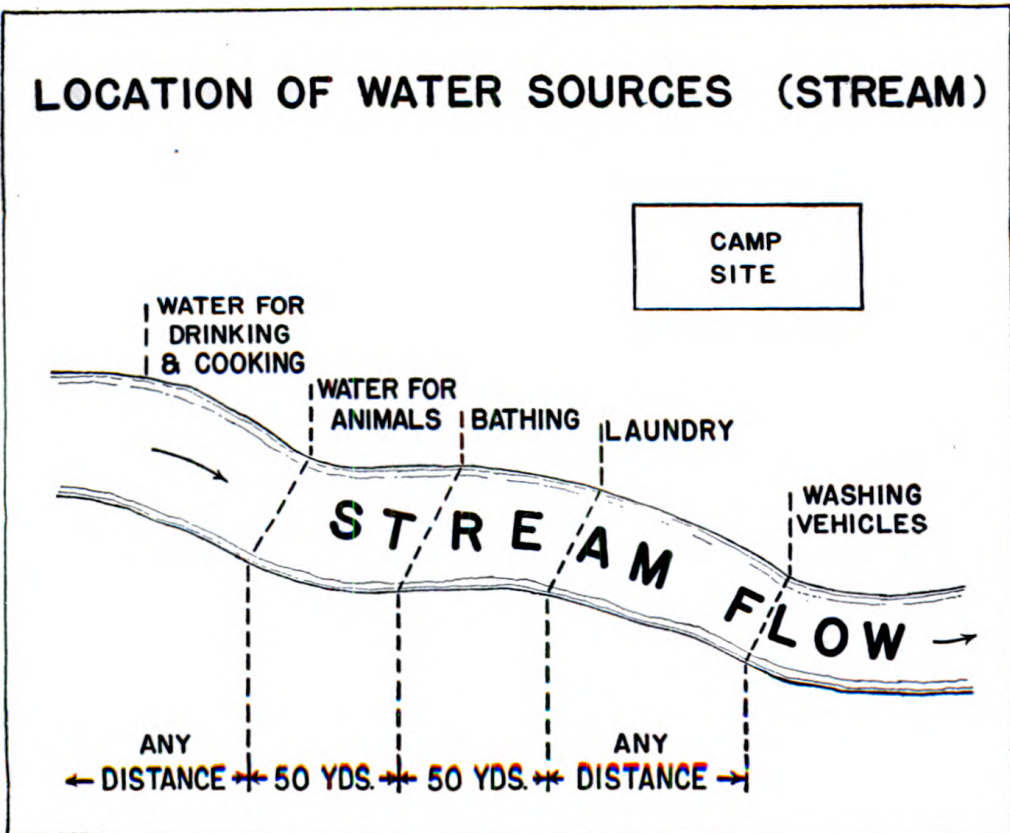 LOCATION OF WATER SOURCES (STREAM)
CAMP
SITE
WATER FOR
DRINKING
& COOKING
WATER FOR
ANIMALS
BATHING
LAUNDRY
WASHING
VEHICLES
STREAM FLOW
ANY
DISTANCE
50 YDS.
50 YDS.
ANY
DISTANCE